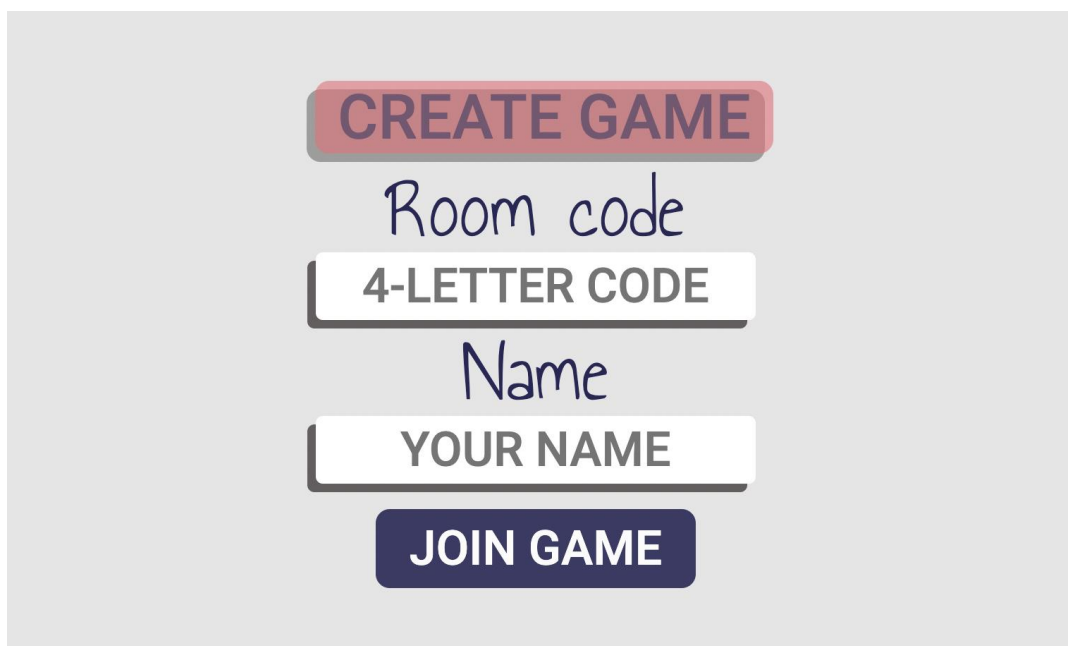 CREATE GAME
Room code
4-LETTER CODE
Name
YOUR NAME
JOIN GAME